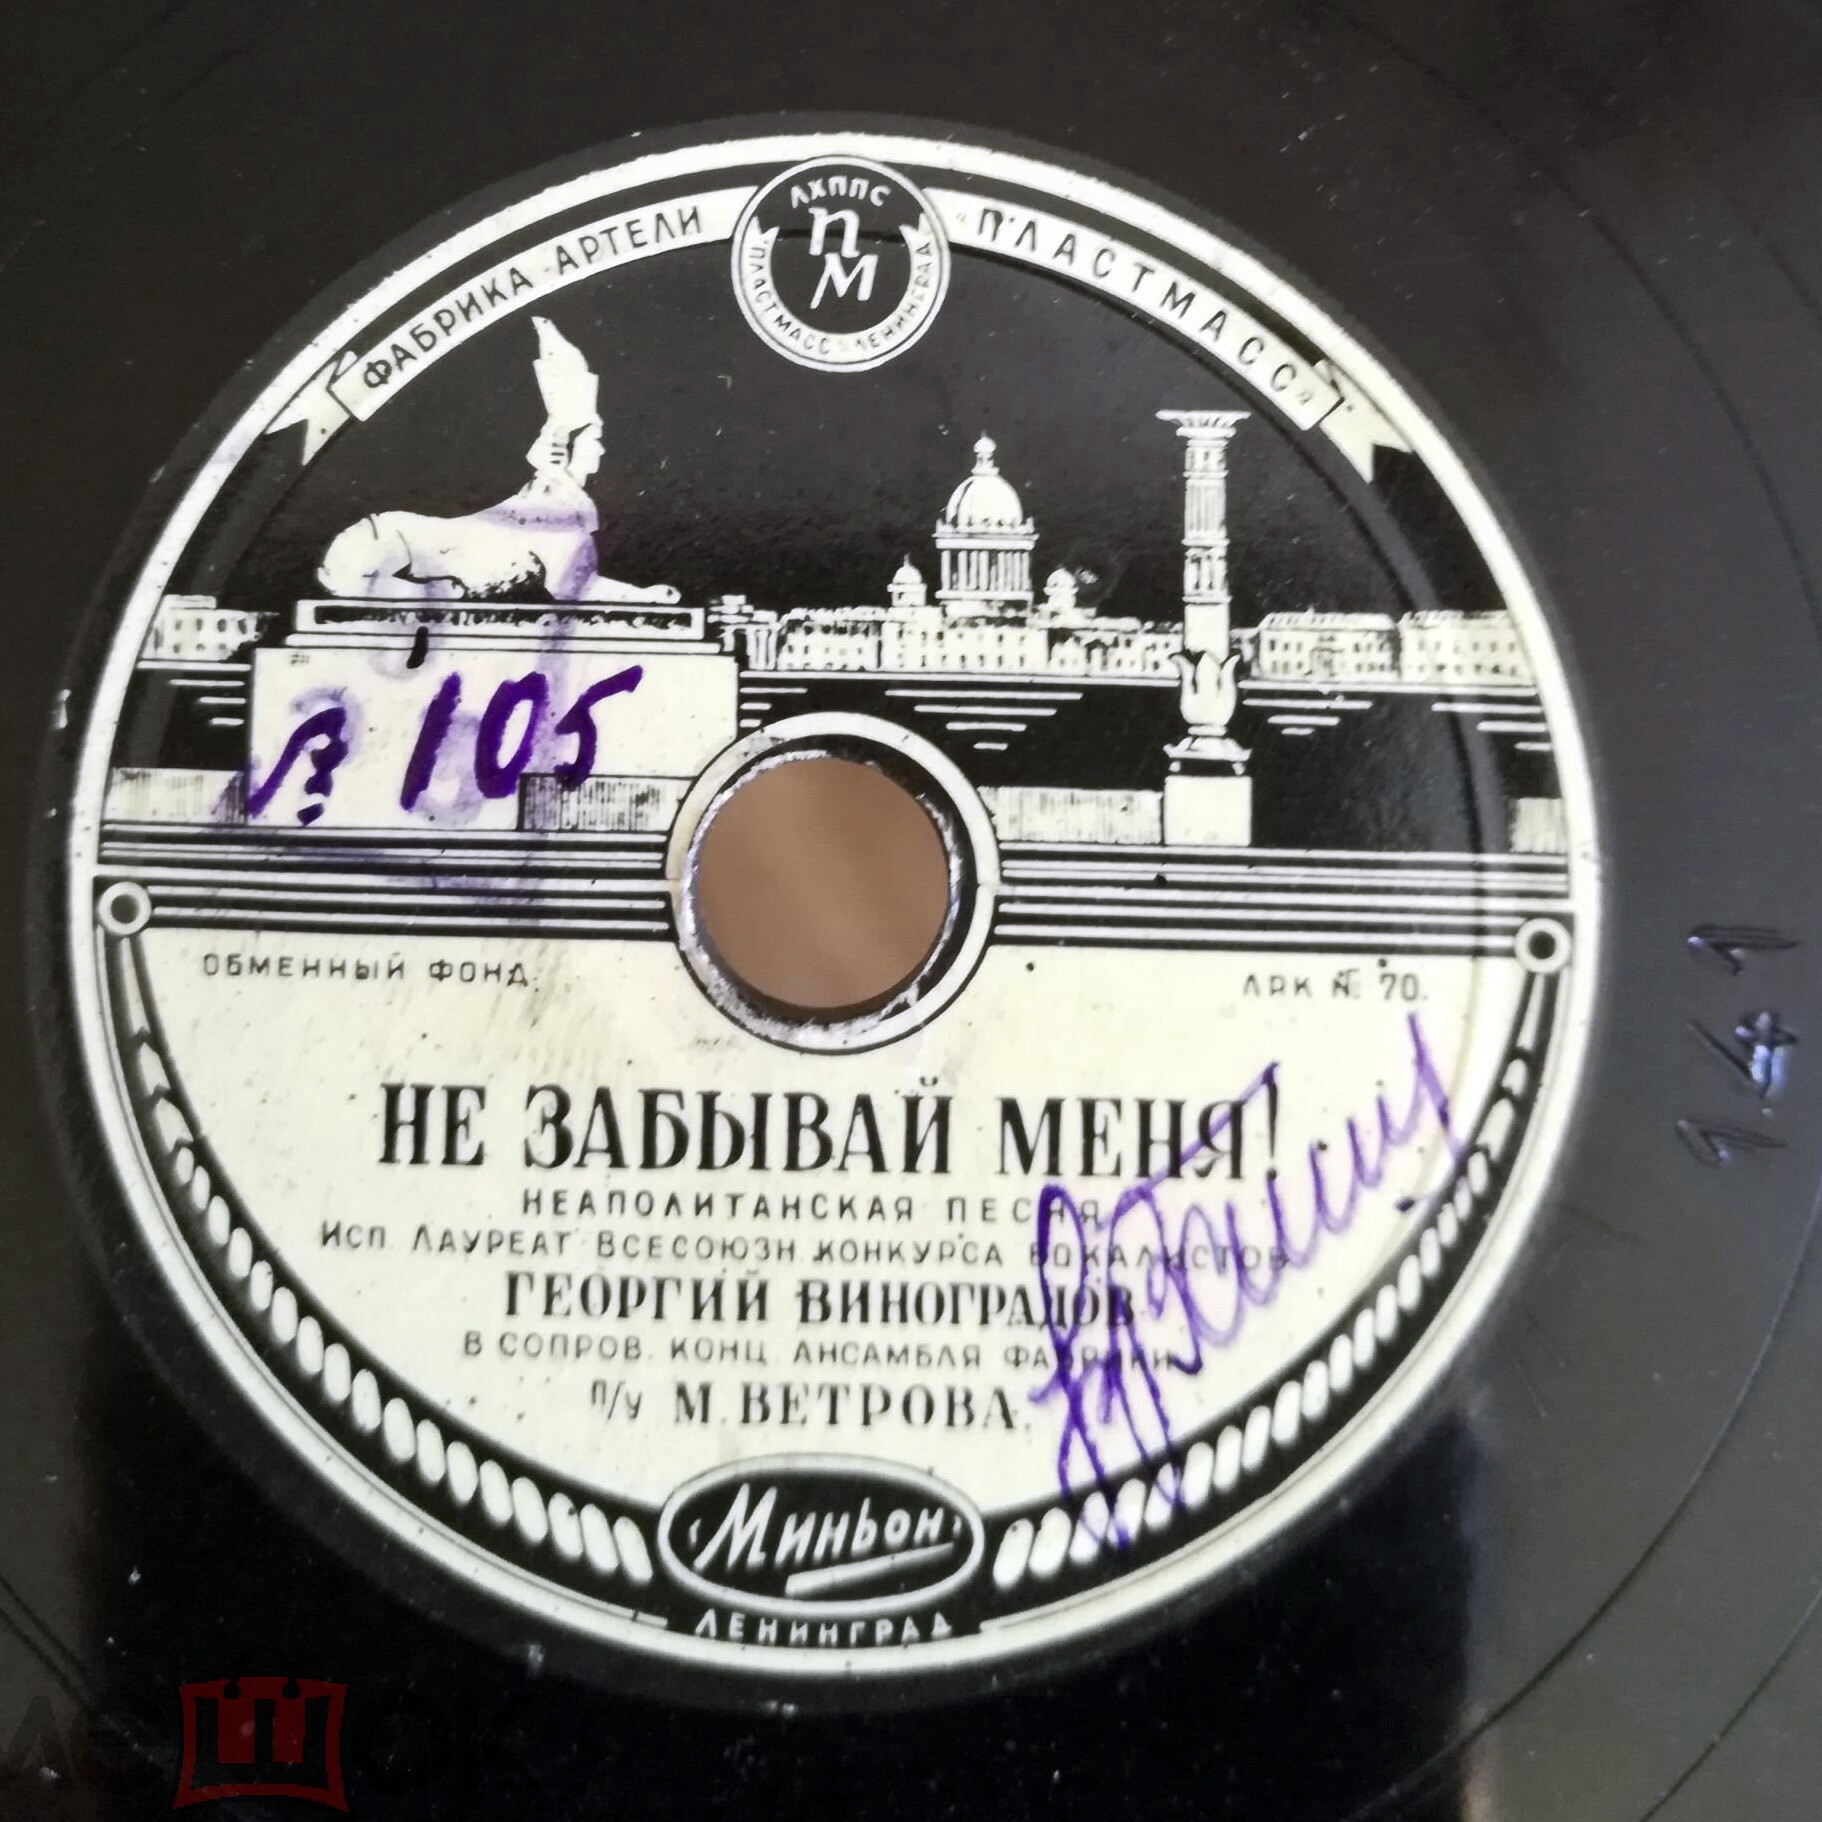 ЛХППС
ПМ
"ПЛАСТМАСС" ЛЕНИНГРАД
ФАБРИКА АРТЕЛИ «ПЛАСТМАСС»
В 105
ОБМЕННЫЙ ФОНД.
ЛРК № 70.
НЕ ЗАБЫВАЙ МЕНЯ!
НЕАПОЛИТАНСКАЯ ПЕСНЯ
ИСП. ЛАУРЕАТ ВСЕСОЮЗН. КОНКУРСА ВОКАЛИСТОВ
ГЕОРГИЙ ВИНОГРАДОВ
В СОПРОВ. КОНЦ. АНСАМБЛЯ ФАБРИКИ
П/У М. ВЕТРОВА.
«Миньон»
ЛЕНИНГРАД
141